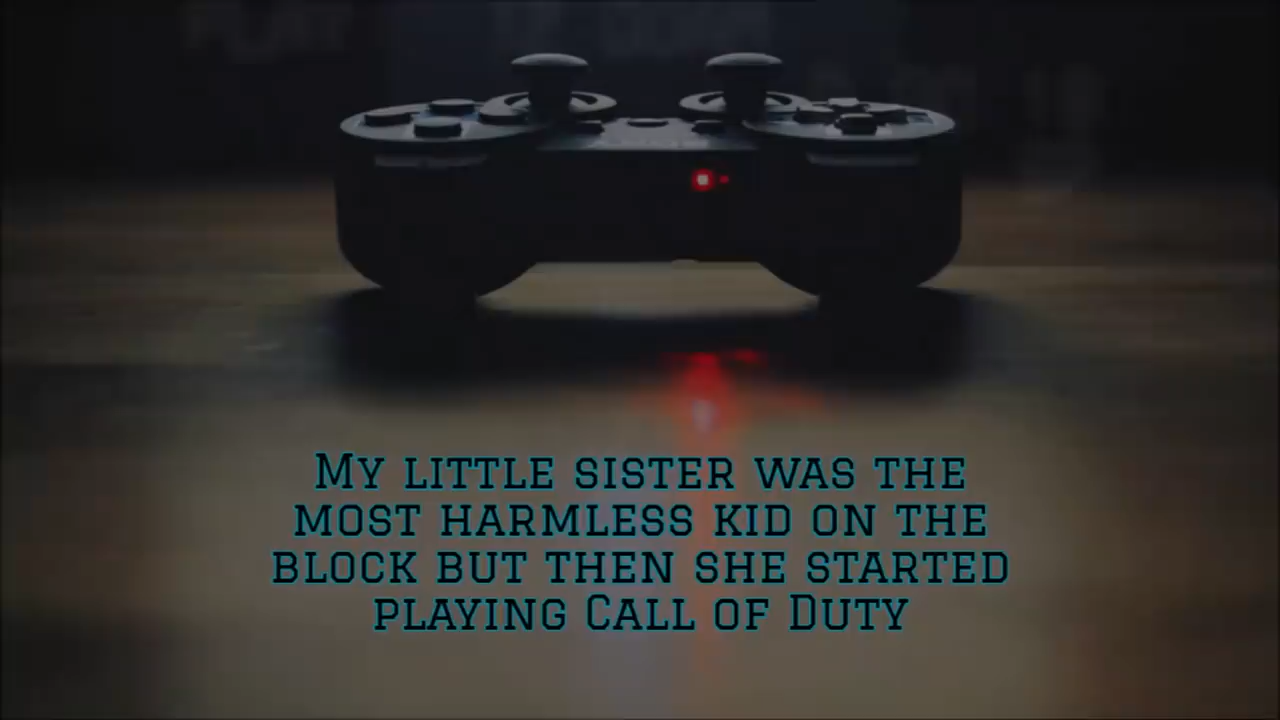 My little sister was the
most harmless kid on the
block but then she started
playing Call of Duty